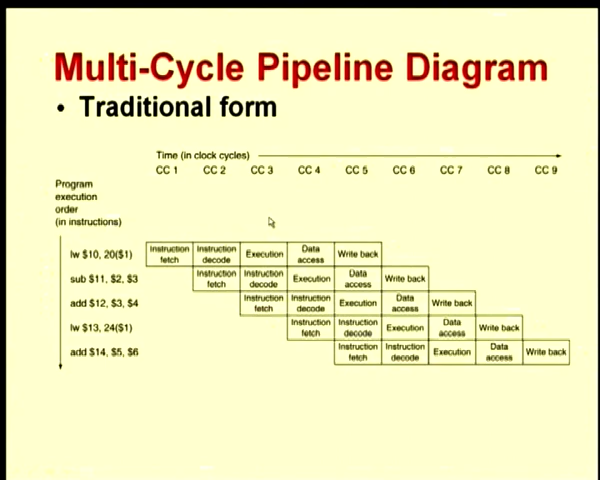 Multi-Cycle Pipeline Diagram
• Traditional form
Time (in clock cycles)
CC 1 CC 2 CC 3 CC 4 CC 5 CC 6 CC 7 CC 8 CC 9
Program
execution
order
(in instructions)
lw $10, 20($1) Instruction fetch Instruction decode Execution Data access Write back
sub $11, $2, $3 Instruction fetch Instruction decode Execution Data access Write back
add $12, $3, $4 Instruction fetch Instruction decode Execution Data access Write back
lw $13, 24($1) Instruction fetch Instruction decode Execution Data access Write back
add $14, $5, $6 Instruction fetch Instruction decode Execution Data access Write back